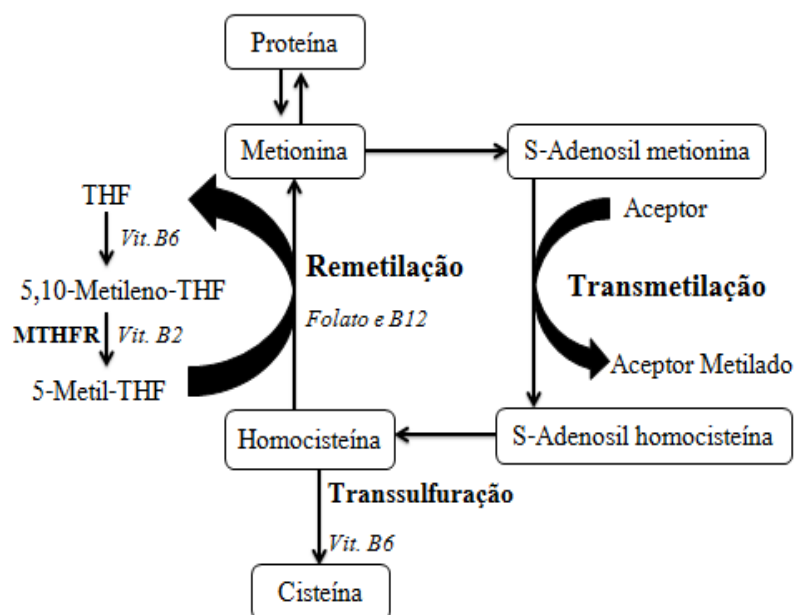 Proteína
Metionina
S-Adenosil metionina
THF
Aceptor
Vit. B6
Remetilação
5,10-Metileno-THF
Transmetilação
Folato e B12
MTHFR
Vit. B2
Aceptor Metilado
5-Metil-THF
Homocisteína
S-Adenosil homocisteína
Transsulfuração
Vit. B6
Cisteína